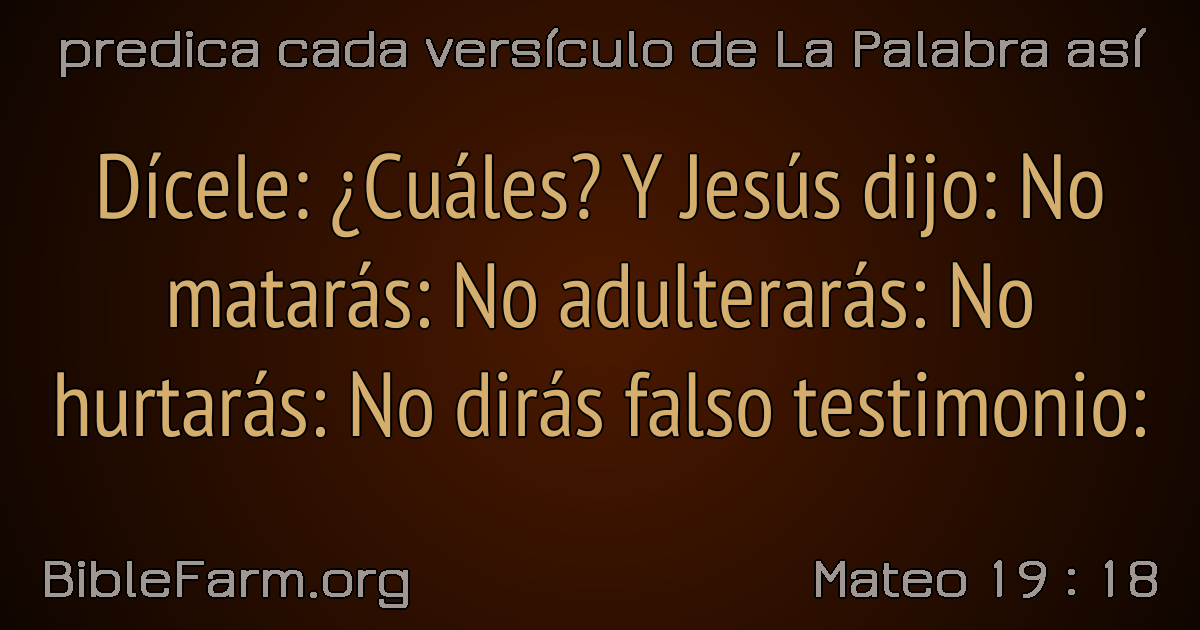 predica cada versículo de La Palabra así
Dícele: ¿Cuáles? Y Jesús dijo: No
matarás: No adulterarás: No
hurtarás: No dirás falso testimonio:
BibleFarm.org
Mateo 19 : 18